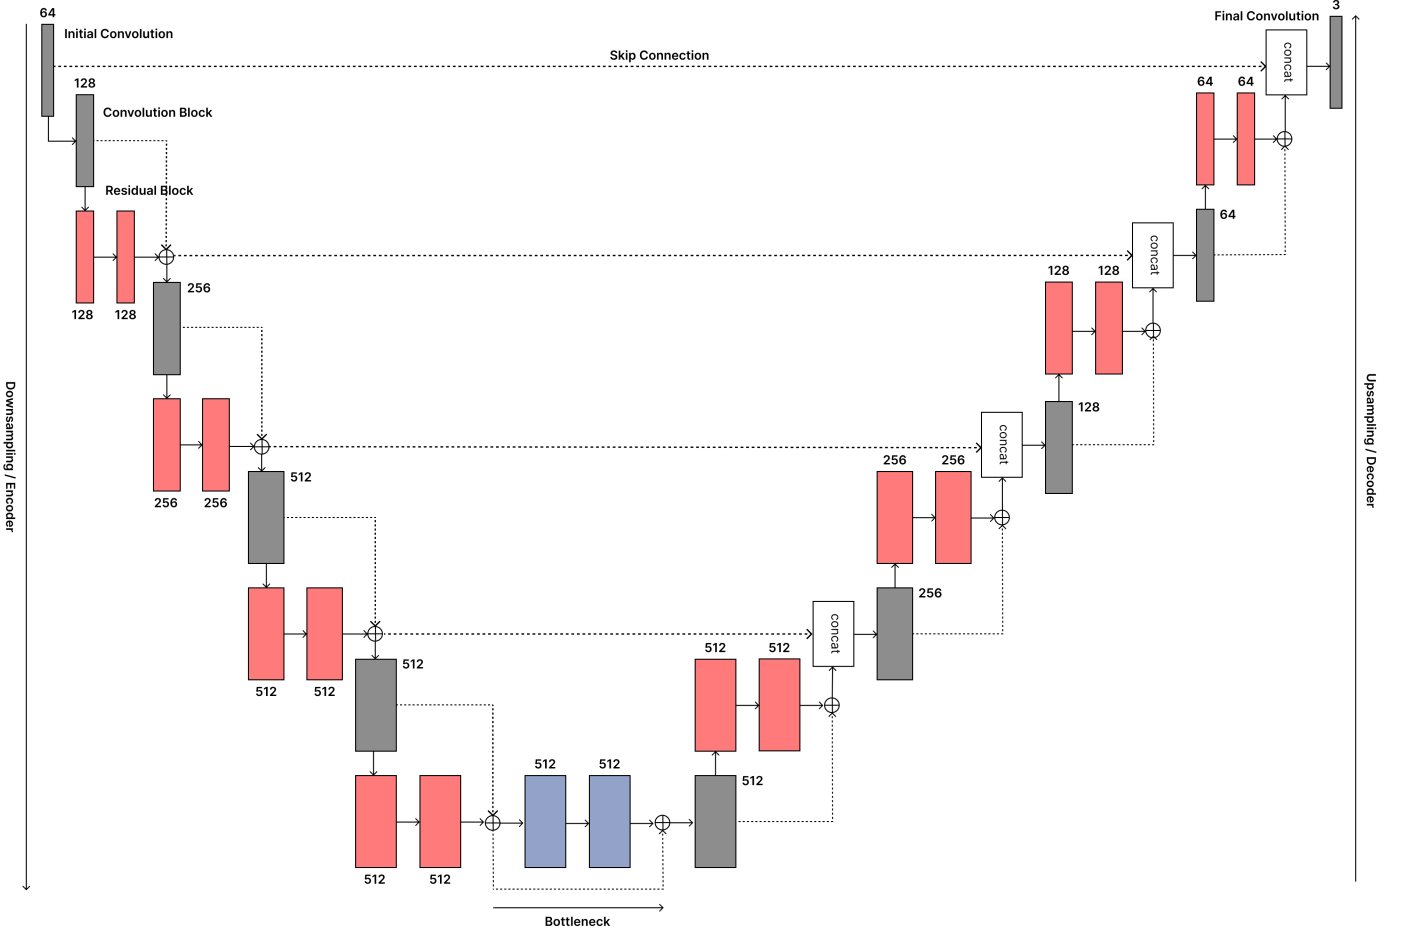 64
Initial Convolution
Final Convolution
3
Skip Connection
concat
128
Convolution Block
64
64
Residual Block
64
concat
128
128
256
128
128
128
concat
256
256
512
256
256
256
concat
512
512
512
512
512
512
512
512
512
512
512
Bottleneck
Downsampling / Encoder
Upsampling / Decoder